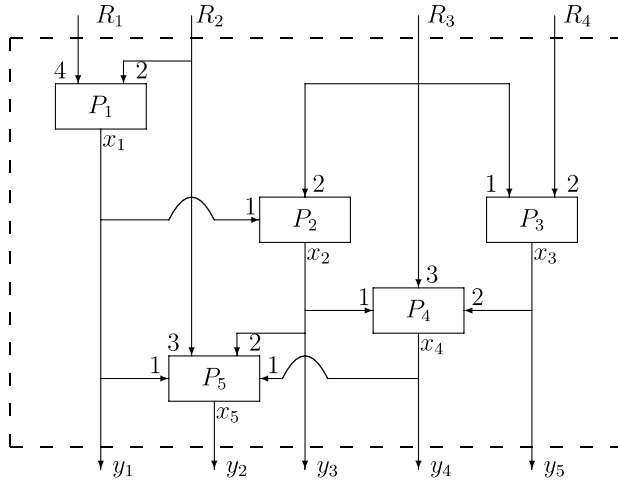 R₁ R₂ R₃ R₄
4 2
P₁
x₁
2 1 2
1 P₂ P₃
x₂ x₃
3
1 P₄ 2
3 2 x₄
1 P₅ 1
x₅
y₁ y₂ y₃ y₄ y₅